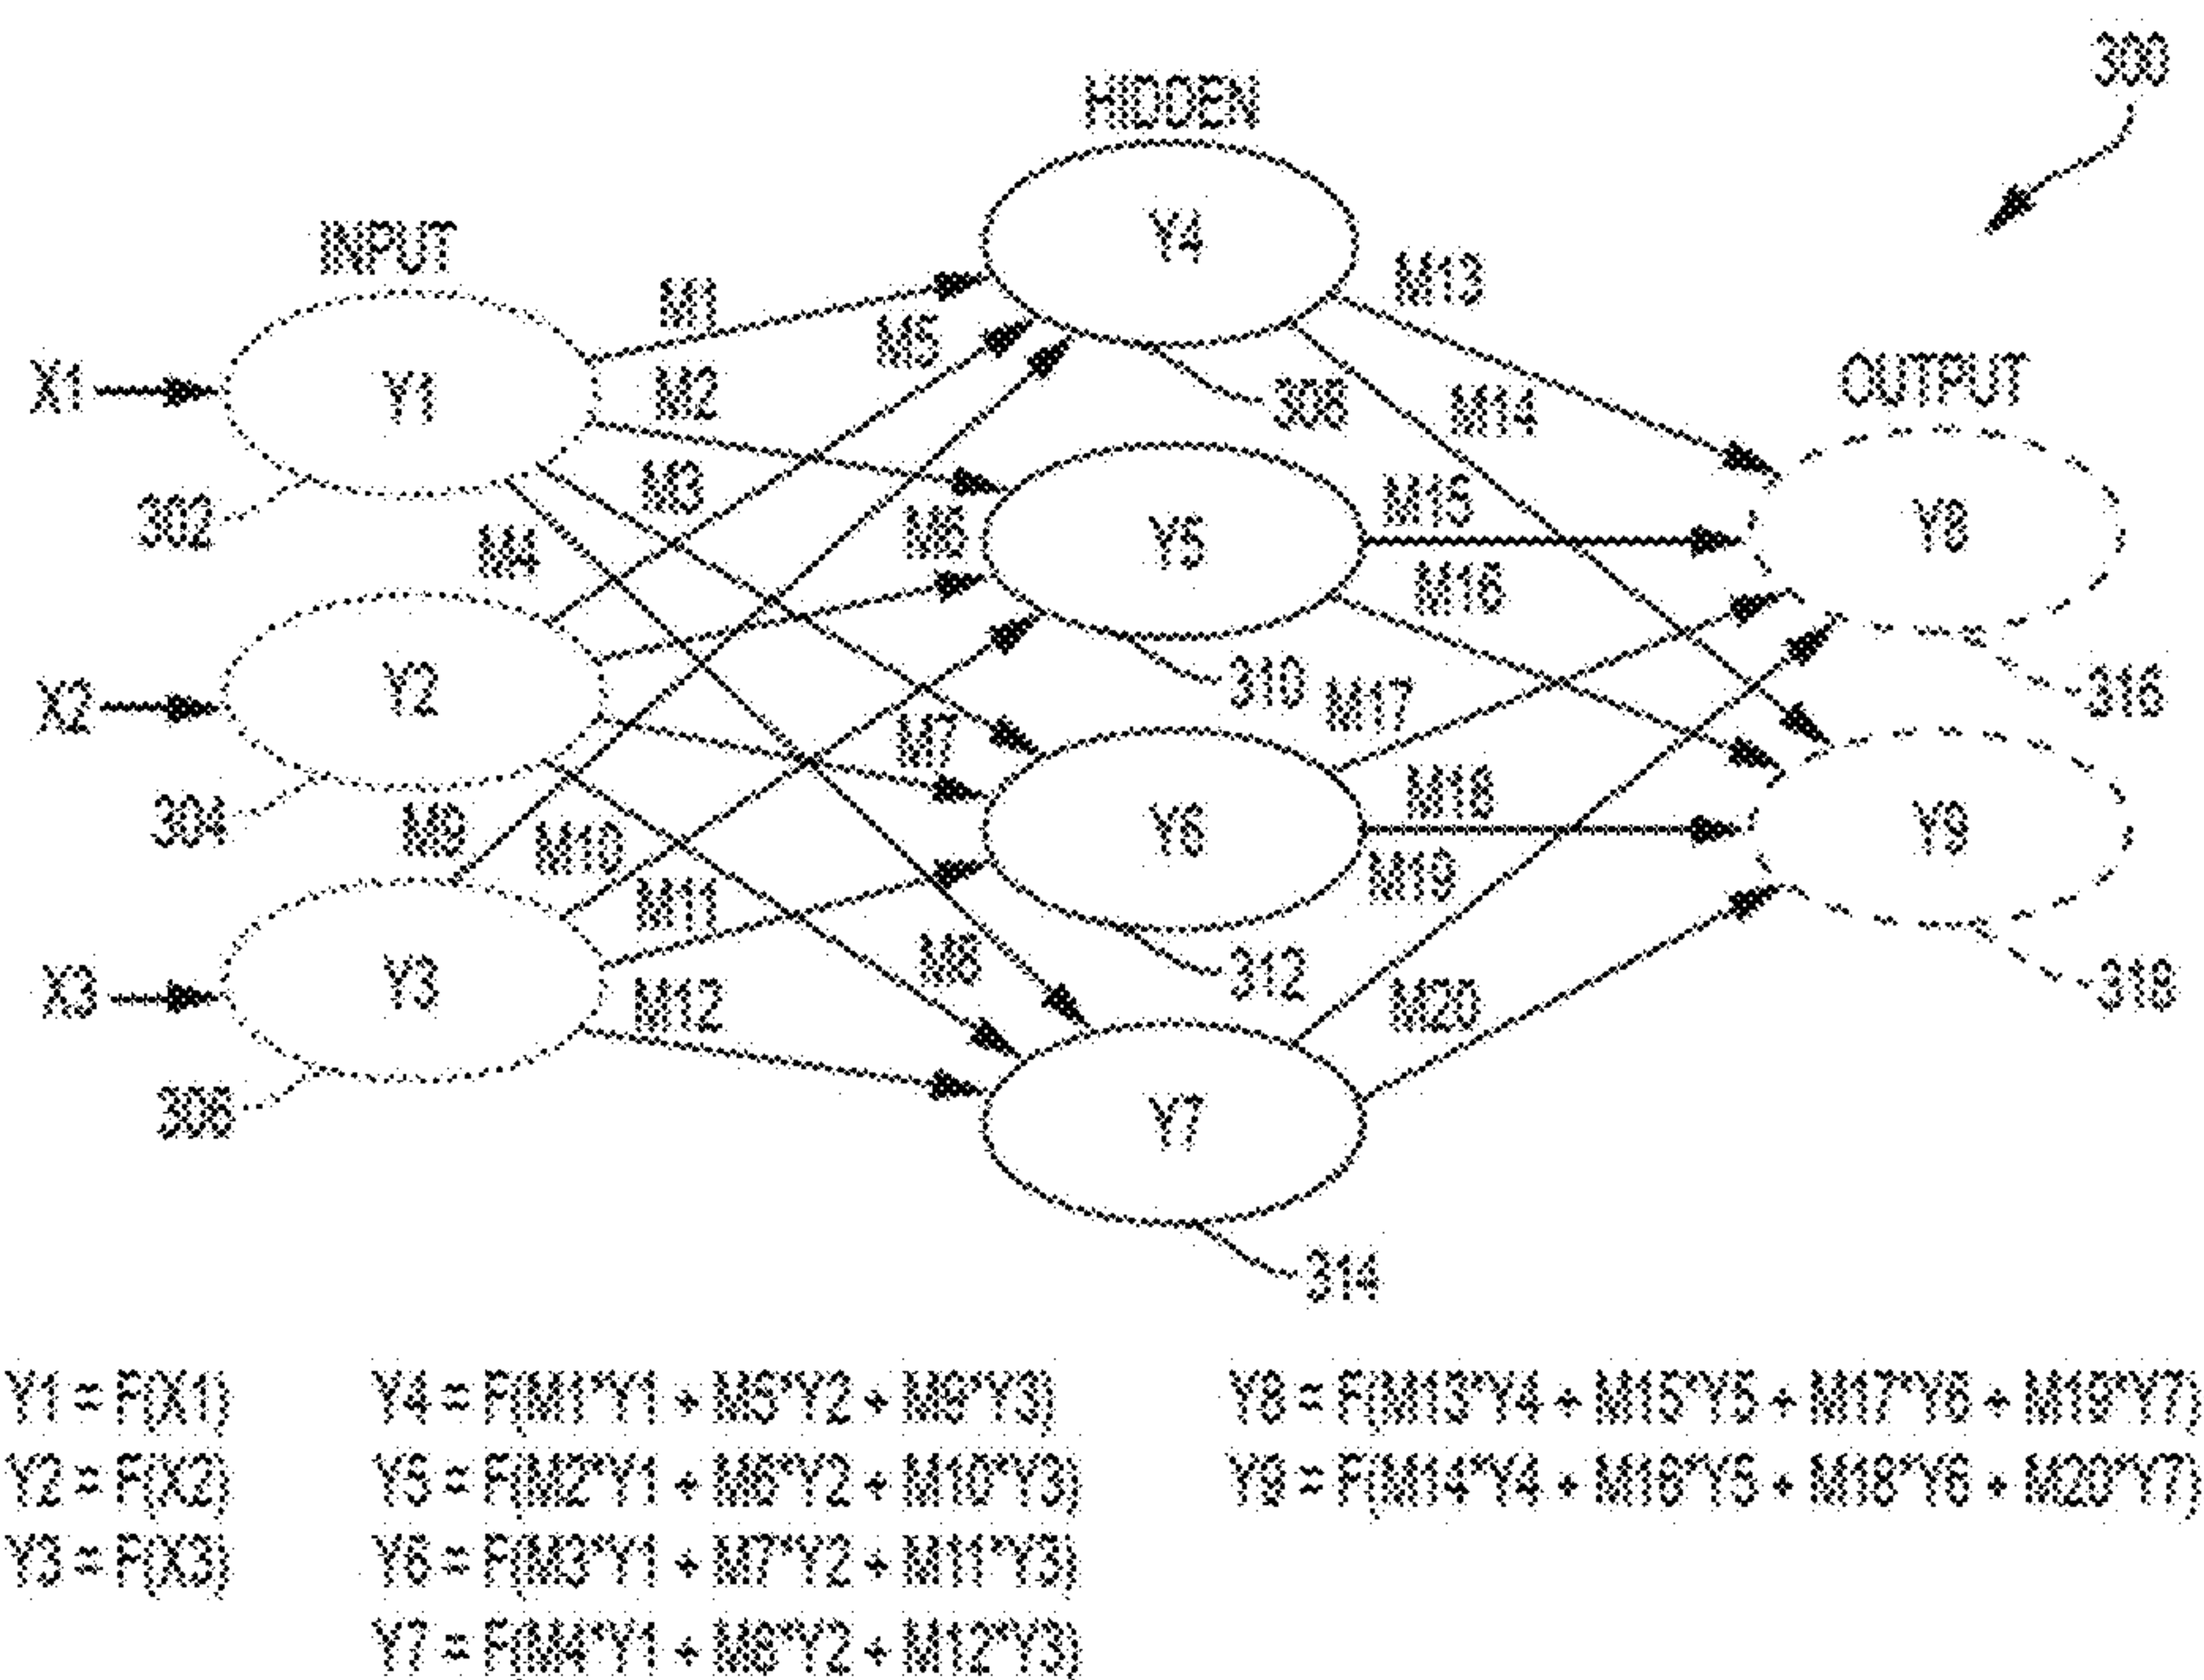 300
HIDDEN
INPUT
OUTPUT
X1
X2
X3
Y1
Y2
Y3
Y4
Y5
Y6
Y7
Y8
Y9
M1
M2
M3
M4
M5
M6
M7
M8
M9
M10
M11
M12
M13
M14
M15
M16
M17
M18
M19
M20
302
304
306
308
310
312
314
316
318
Y1 = F(X1)
Y2 = F(X2)
Y3 = F(X3)
Y4 = F(M1*Y1 + M5*Y2 + M9*Y3)
Y5 = F(M2*Y1 + M6*Y2 + M10*Y3)
Y6 = F(M3*Y1 + M7*Y2 + M11*Y3)
Y7 = F(M4*Y1 + M8*Y2 + M12*Y3)
Y8 = F(M13*Y4 + M15*Y5 + M17*Y6 + M19*Y7)
Y9 = F(M14*Y4 + M16*Y5 + M18*Y6 + M20*Y7)